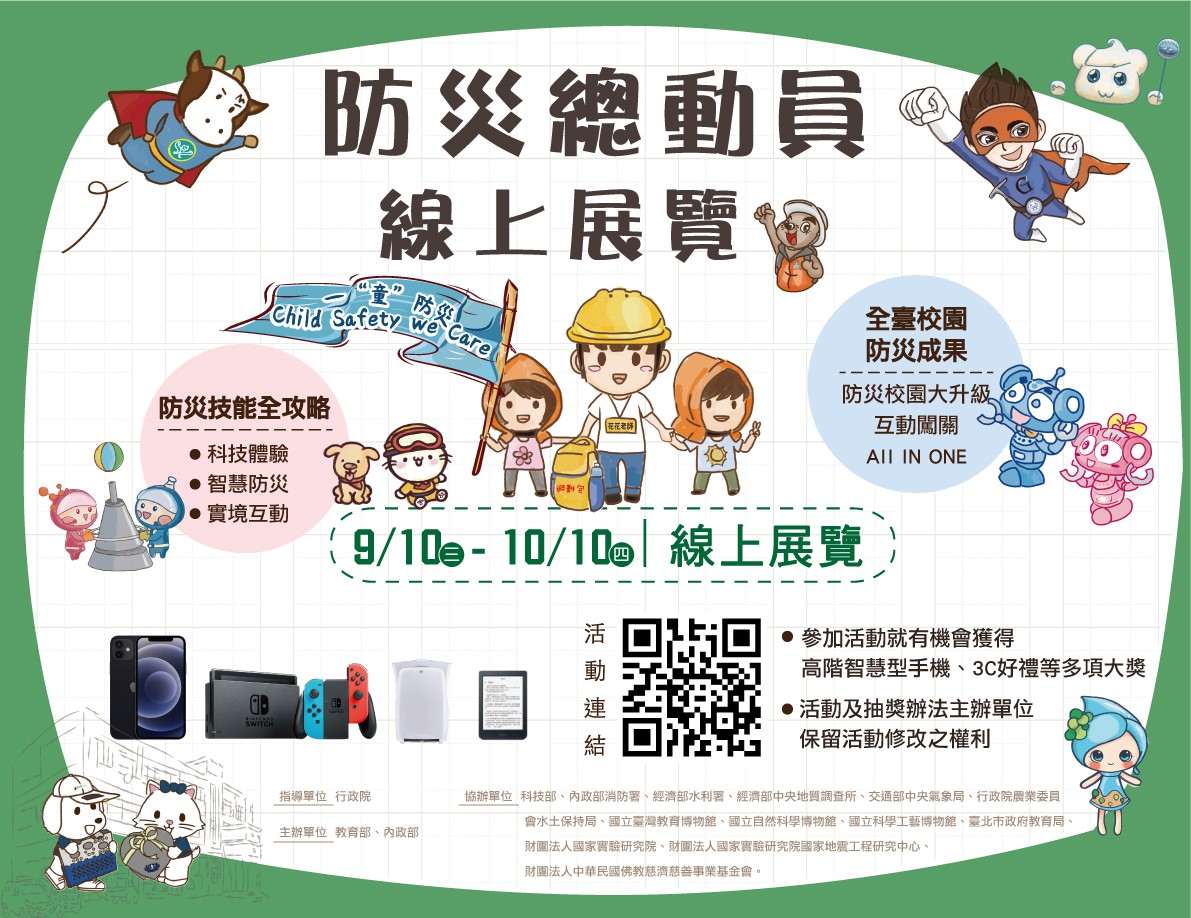 防災總動員
線上展覽
一“童”防災
Child Safety We Care
全臺校園
防災成果
防災校園大升級
互動闖關
All IN ONE
防災技能全攻略
● 科技體驗
● 智慧防災
● 實境互動
花花老師
避難包
G
9/10㊂ - 10/10㊃ 線上展覽
活動連結
● 參加活動就有機會獲得
高階智慧型手機、3C好禮等多項大獎
● 活動及抽獎辦法主辦單位
保留活動修改之權利
NINTENDO
SWITCH
指導單位 行政院
主辦單位 教育部、內政部
協辦單位 科技部、內政部消防署、經濟部水利署、經濟部中央地質調查所、交通部中央氣象局、行政院農業委員
會水土保持局、國立臺灣教育博物館、國立自然科學博物館、國立科學工藝博物館、臺北市政府教育局、
財團法人國家實驗研究院、財團法人國家實驗研究院國家地震工程研究中心、
財團法人中華民國佛教慈濟慈善事業基金會。